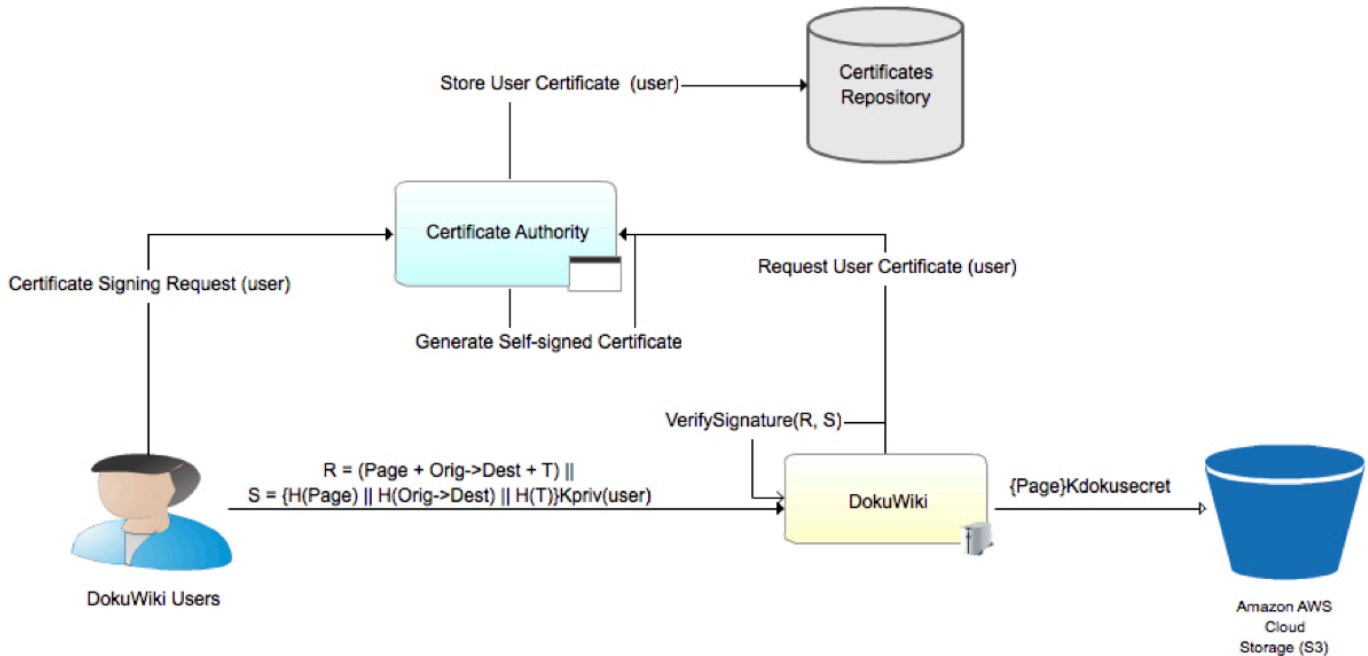 Certificates
Repository
Store User Certificate (user)
Certificate Authority
Certificate Signing Request (user)
Request User Certificate (user)
Generate Self-signed Certificate
VerifySignature(R, S)
R = (Page + Orig->Dest + T) ||
S = {H(Page) || H(Orig->Dest) || H(T)}Kpriv(user)
DokuWiki
{Page}Kdokusecret
DokuWiki Users
Amazon AWS
Cloud
Storage (S3)